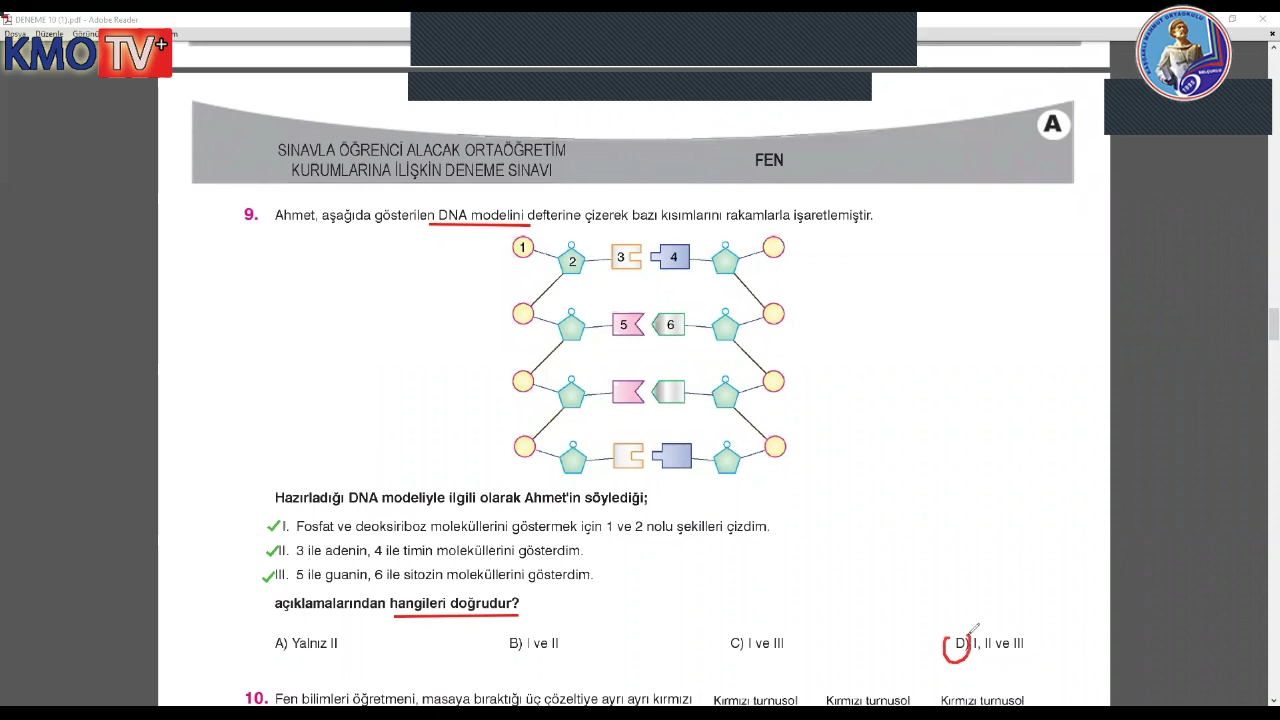 DENEME 10 (1).pdf - Adobe Reader
Dosya Düzenle Görünü
KMO TV+
1935
A
SINAVLA ÖĞRENCİ ALACAK ORTAÖĞRETİM
KURUMLARINA İLİŞKİN DENEME SINAVI
FEN
9. Ahmet, aşağıda gösterilen DNA modelini defterine çizerek bazı kısımlarını rakamlarla işaretlemiştir.
1
2 3 4
5 6
Hazırladığı DNA modeliyle ilgili olarak Ahmet'in söylediği;
I. Fosfat ve deoksiriboz moleküllerini göstermek için 1 ve 2 nolu şekilleri çizdim.
II. 3 ile adenin, 4 ile timin moleküllerini gösterdim.
III. 5 ile guanin, 6 ile sitozin moleküllerini gösterdim.
açıklamalarından hangileri doğrudur?
A) Yalnız II B) I ve II C) I ve III D) I, II ve III
10. Fen bilimleri öğretmeni, masaya bıraktığı üç çözeltiye ayrı ayrı kırmızı
Kırmızı turnusol Kırmızı turnusol Kırmızı turnusol